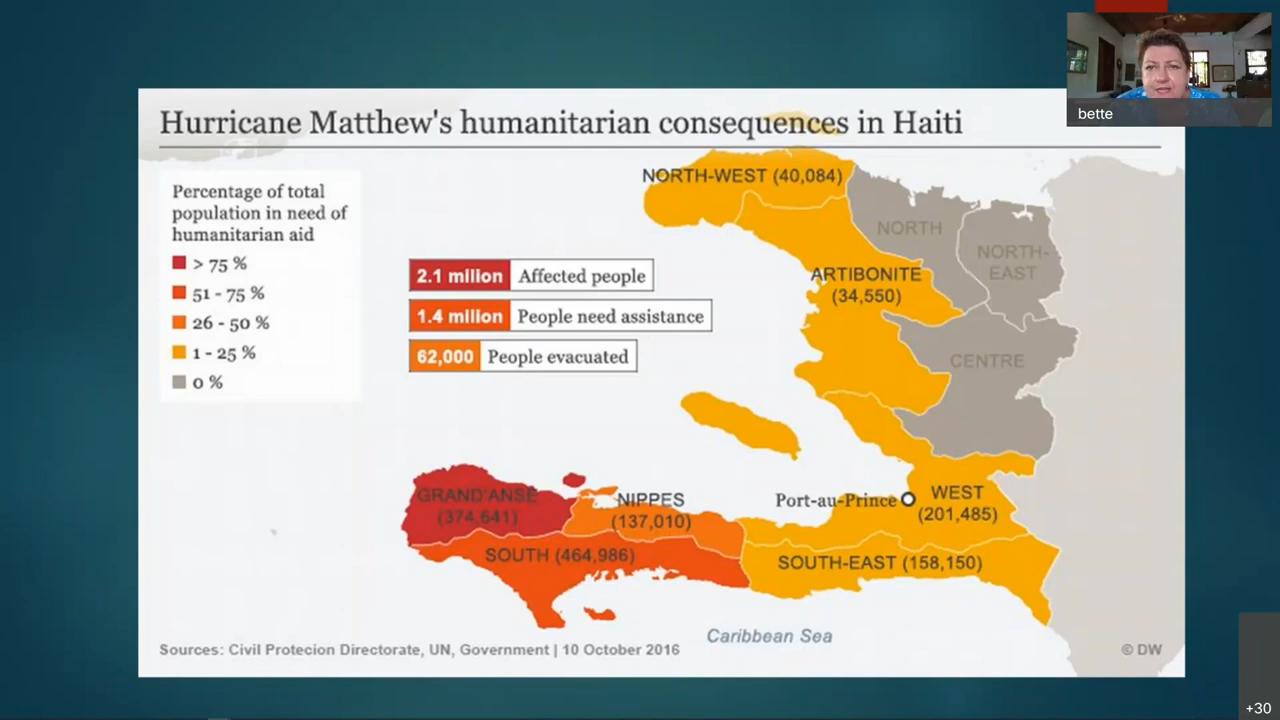 Hurricane Matthew's humanitarian consequences in Haiti
bette
Percentage of total
population in need of
humanitarian aid
> 75 %
51 - 75 %
26 - 50 %
1 - 25 %
0 %
2.1 million Affected people
1.4 million People need assistance
62,000 People evacuated
NORTH-WEST (40,084)
NORTH
NORTH-
EAST
ARTIBONITE
(34,550)
CENTRE
GRAND'ANSE
(374,641)
NIPPES
(137,010)
Port-au-Prince
WEST
(201,485)
SOUTH (464,986)
SOUTH-EAST (158,150)
Caribbean Sea
Sources: Civil Protecion Directorate, UN, Government | 10 October 2016
© DW
+30